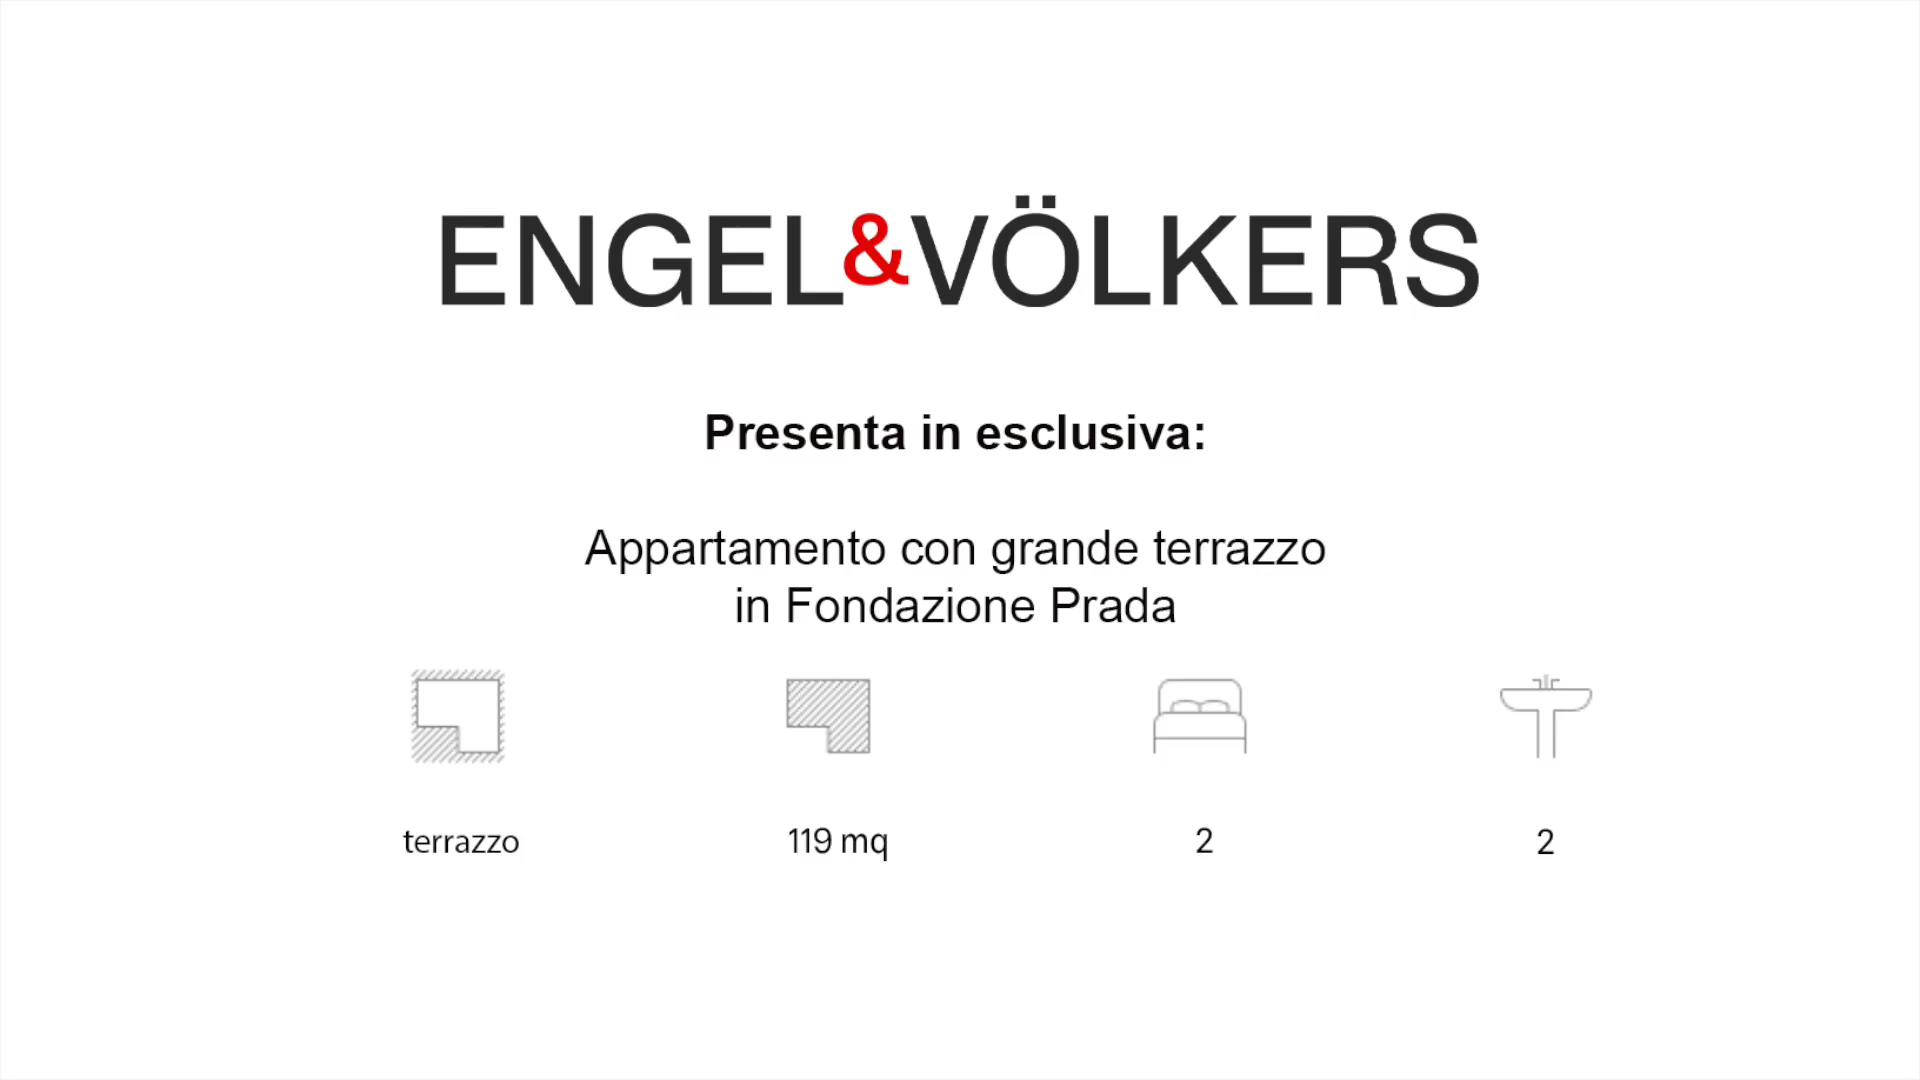 ENGEL&VÖLKERS
Presenta in esclusiva:
Appartamento con grande terrazzo
in Fondazione Prada
terrazzo
119 mq
2
2